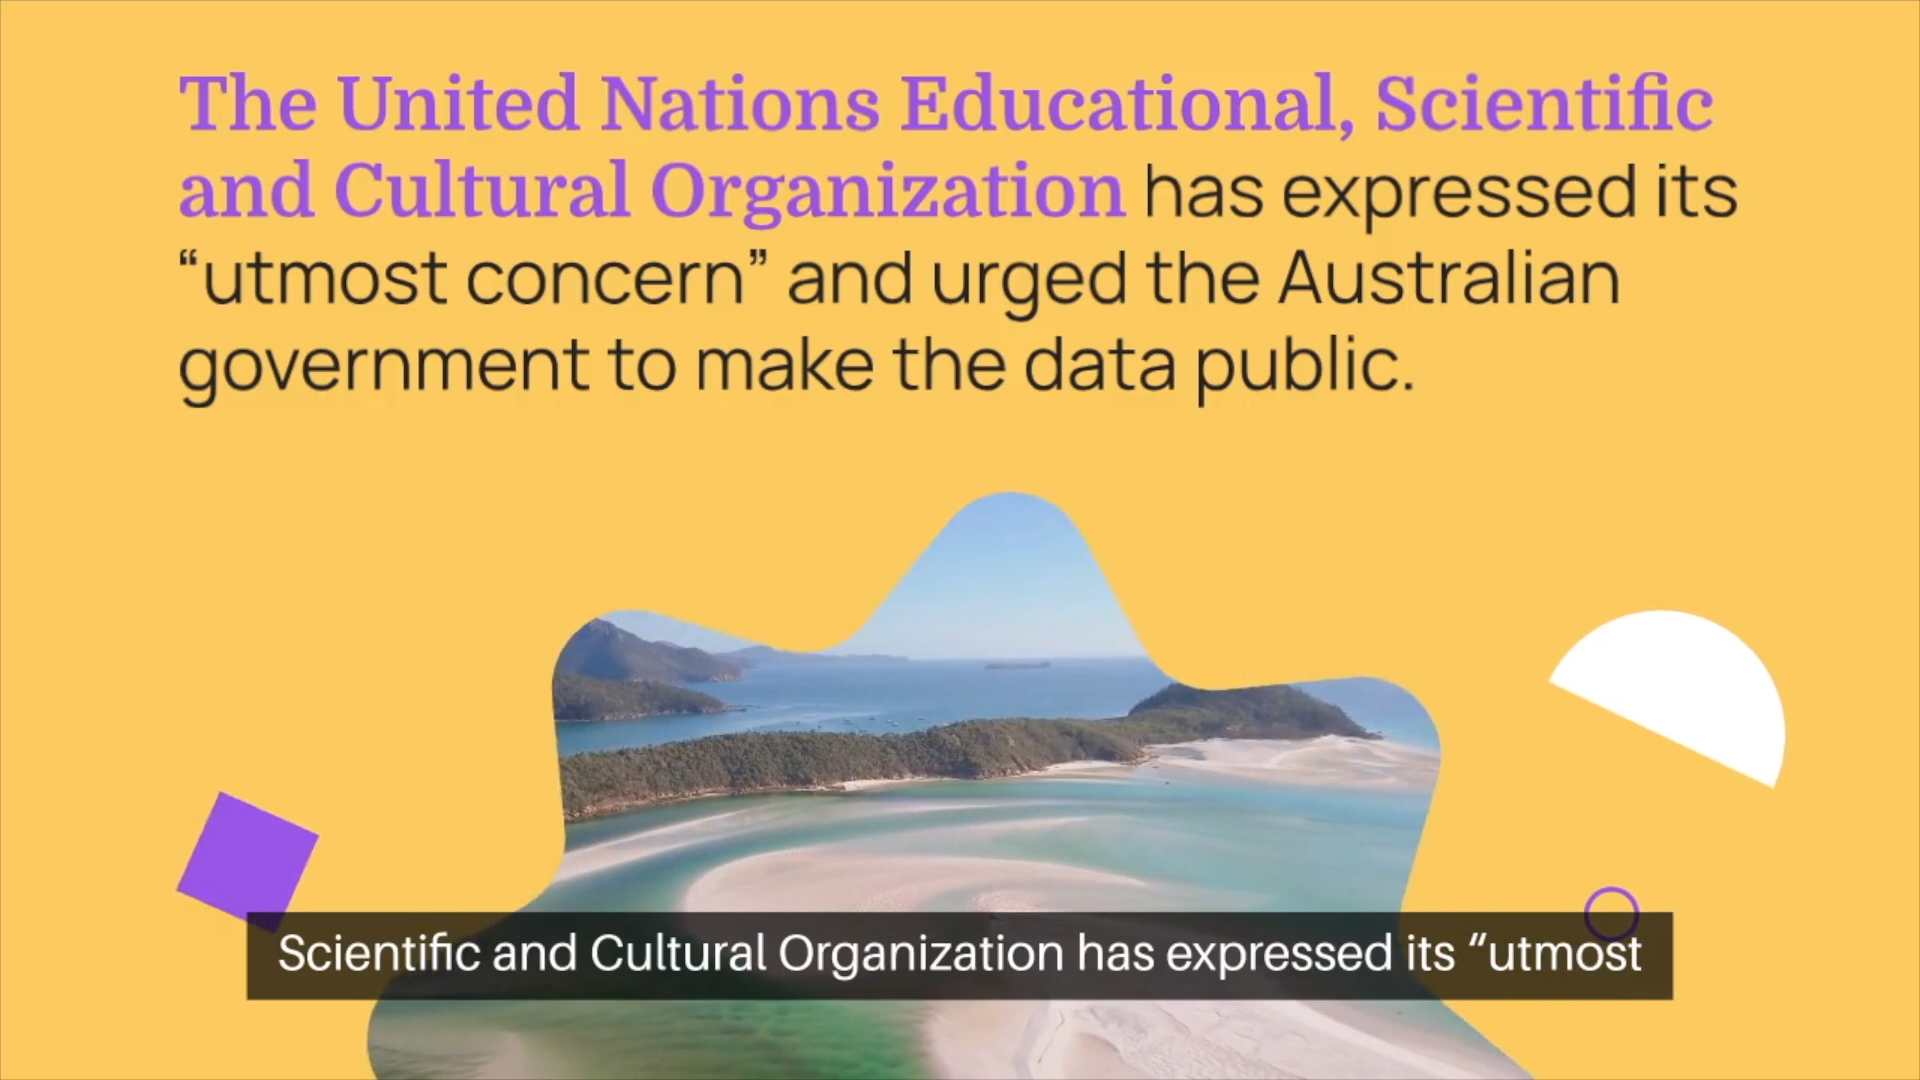 The United Nations Educational, Scientific
and Cultural Organization has expressed its
“utmost concern” and urged the Australian
government to make the data public.
Scientific and Cultural Organization has expressed its “utmost